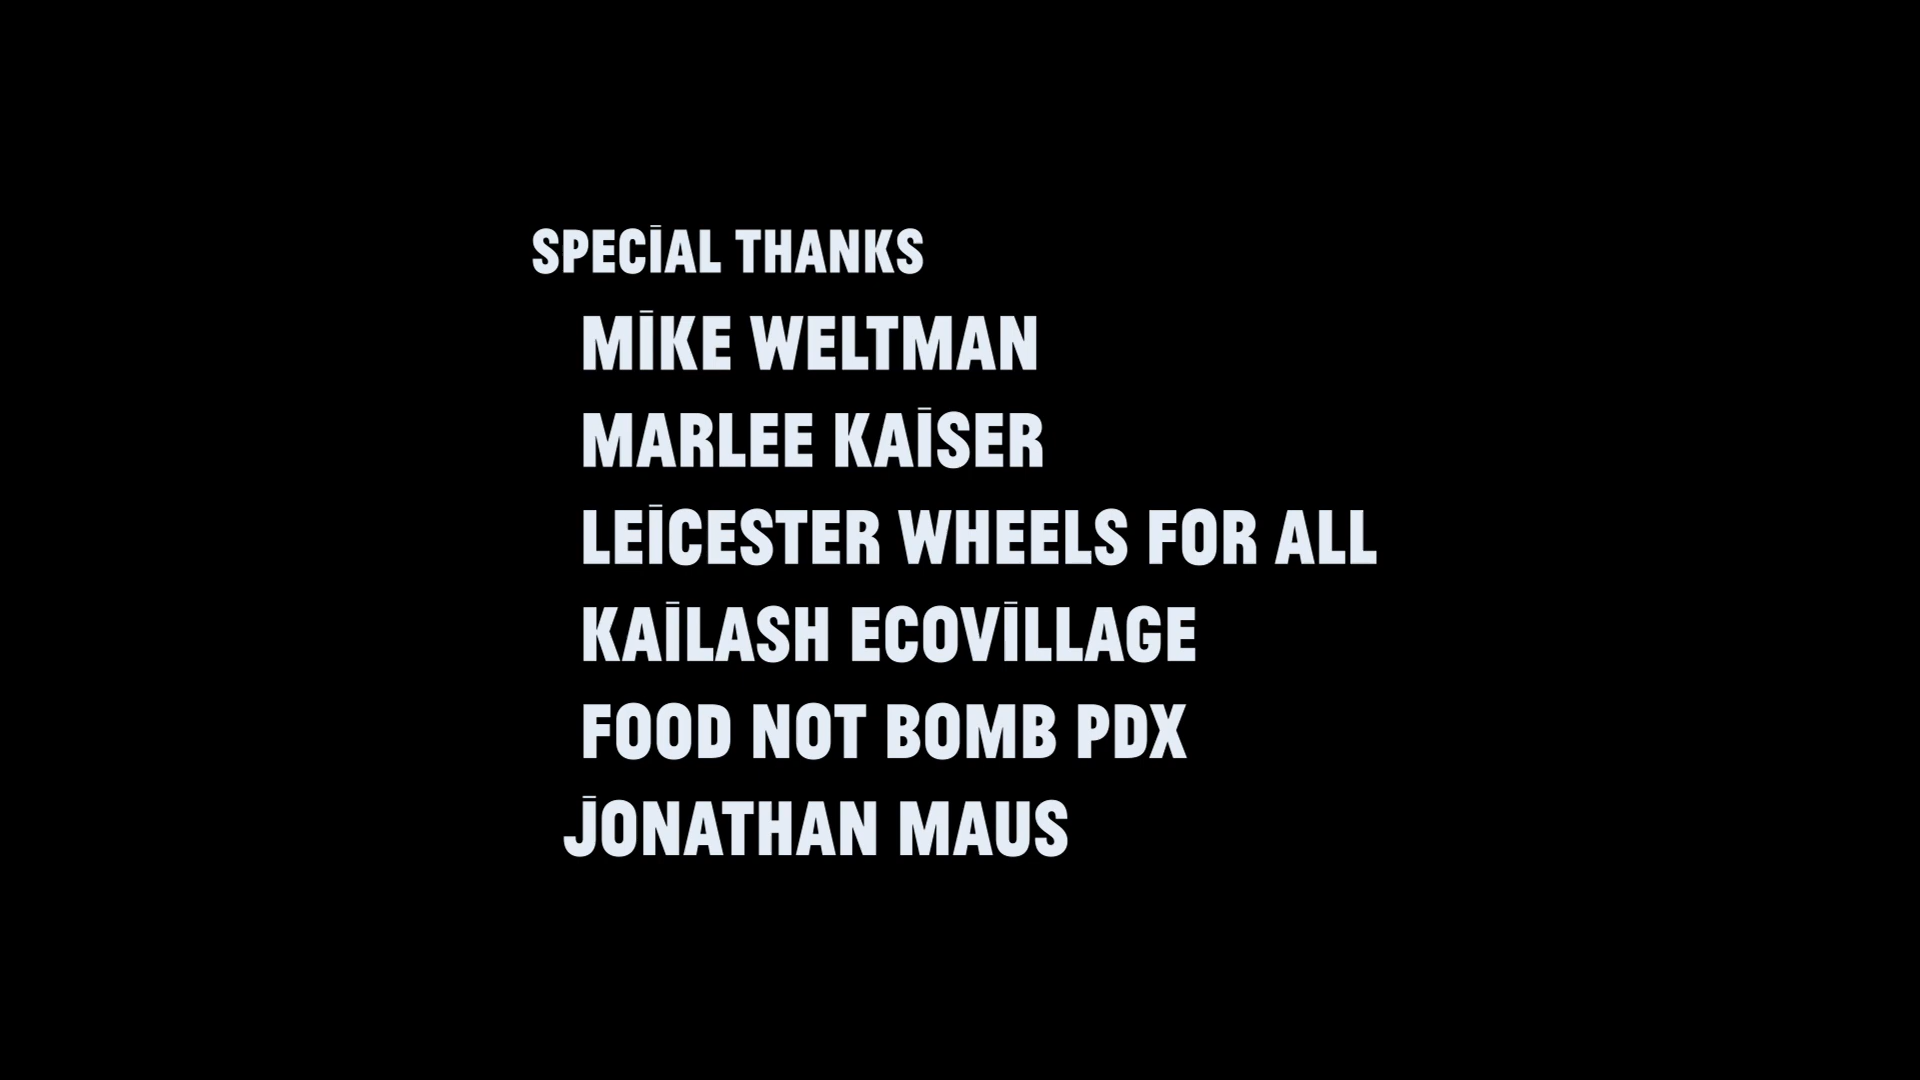 SPECIAL THANKS
MIKE WELTMAN
MARLEE KAISER
LEICESTER WHEELS FOR ALL
KAILASH ECOVILLAGE
FOOD NOT BOMB PDX
JONATHAN MAUS